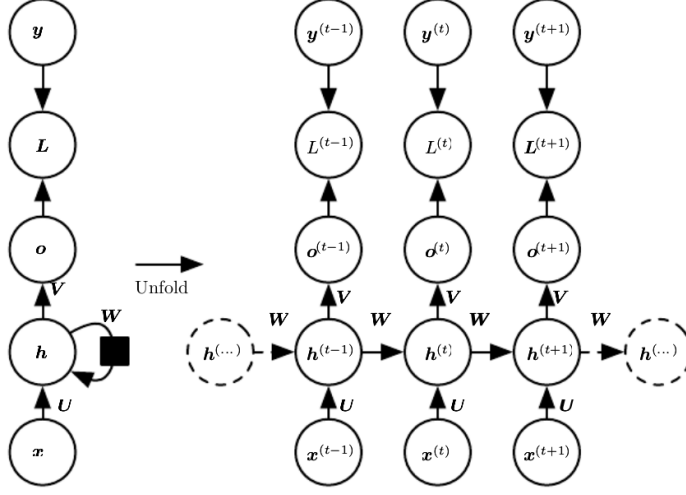 y y^(t−1) y^(t) y^(t+1)
L L^(t−1) L^(t) L^(t+1)
o o^(t−1) o^(t) o^(t+1)
Unfold
V V V V
W W W W W
h h^(...) h^(t−1) h^(t) h^(t+1) h^(...)
U U U U
x x^(t−1) x^(t) x^(t+1)